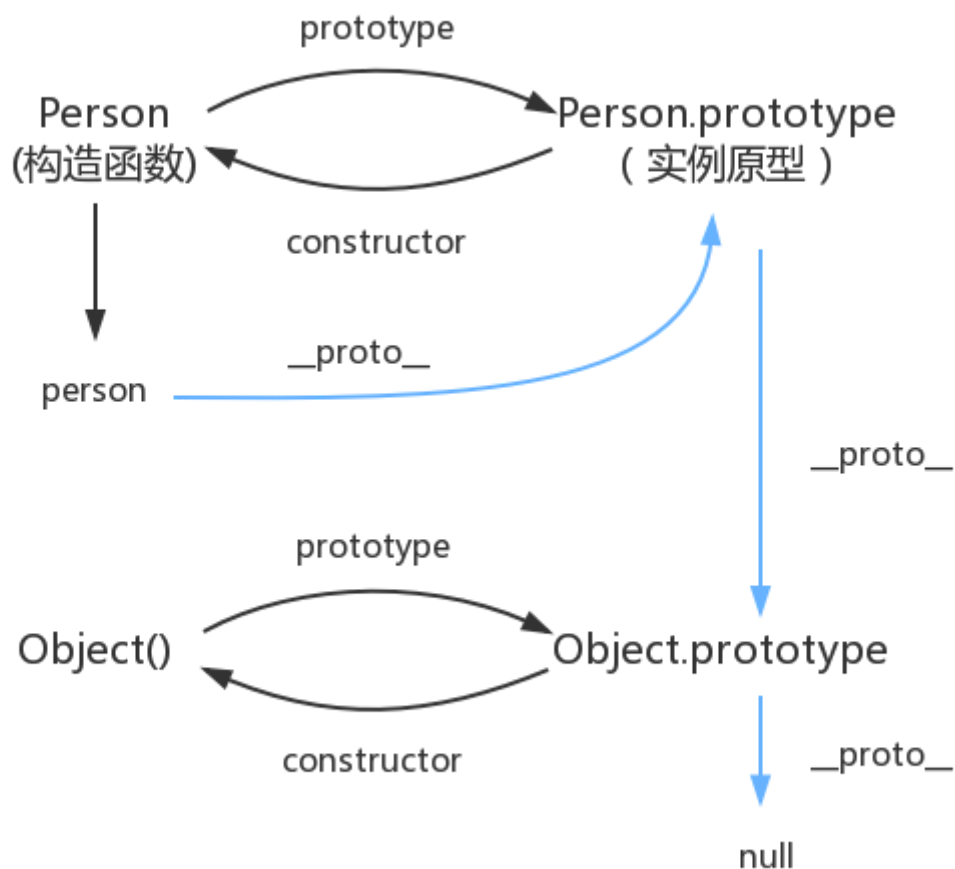 prototype
Person
Person.prototype
(构造函数)
( 实例原型 )
constructor
__proto__
person
__proto__
prototype
Object()
Object.prototype
constructor
__proto__
null